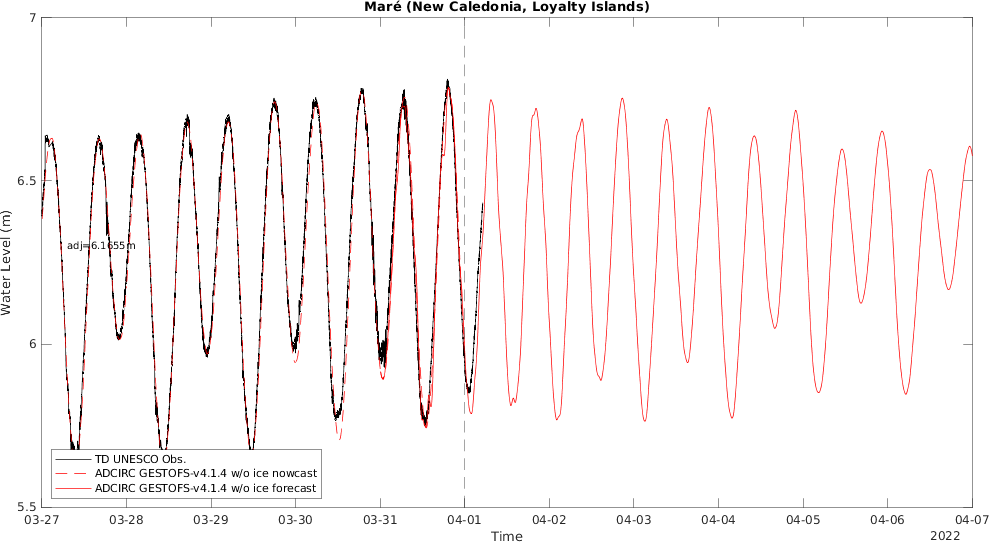 Maré (New Caledonia, Loyalty Islands)
7
6.5
6
5.5
Water Level (m)
adj=6.1655m
TD UNESCO Obs.
ADCIRC GESTOFS-v4.1.4 w/o ice nowcast
ADCIRC GESTOFS-v4.1.4 w/o ice forecast
03-27 03-28 03-29 03-30 03-31 04-01 04-02 04-03 04-04 04-05 04-06 04-07
Time
2022